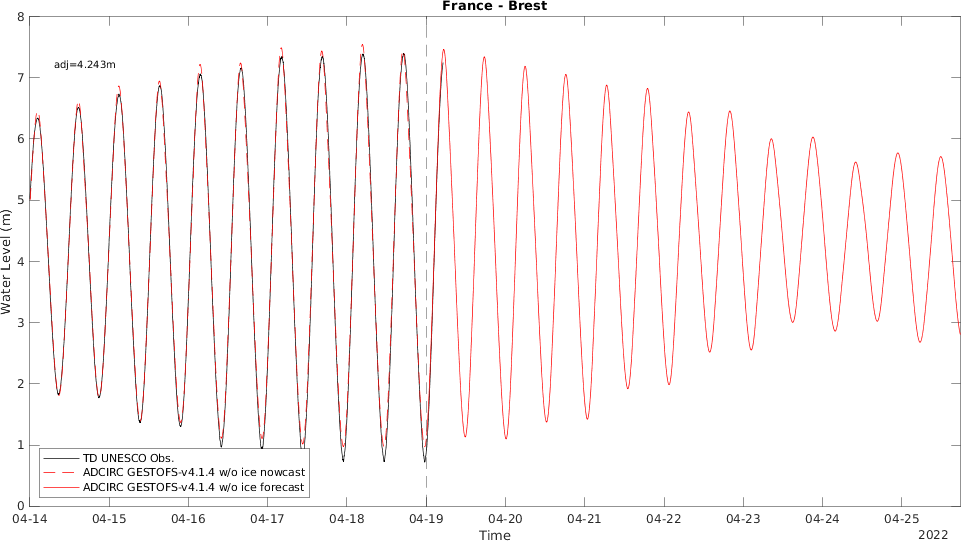 France - Brest
8
7
6
5
4
3
2
1
0
Water Level (m)
adj=4.243m
TD UNESCO Obs.
ADCIRC GESTOFS-v4.1.4 w/o ice nowcast
ADCIRC GESTOFS-v4.1.4 w/o ice forecast
04-14 04-15 04-16 04-17 04-18 04-19 04-20 04-21 04-22 04-23 04-24 04-25
Time
2022